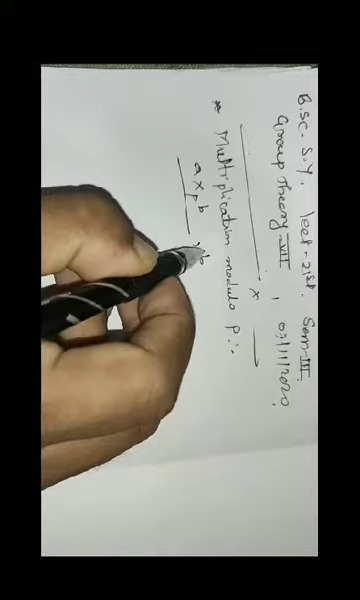 B.Sc. S.Y. lect-21st. Sem-III.
Group Theory-VII , 03/11/2020
x
* Multiplication modulo p:-
a ×p b
b